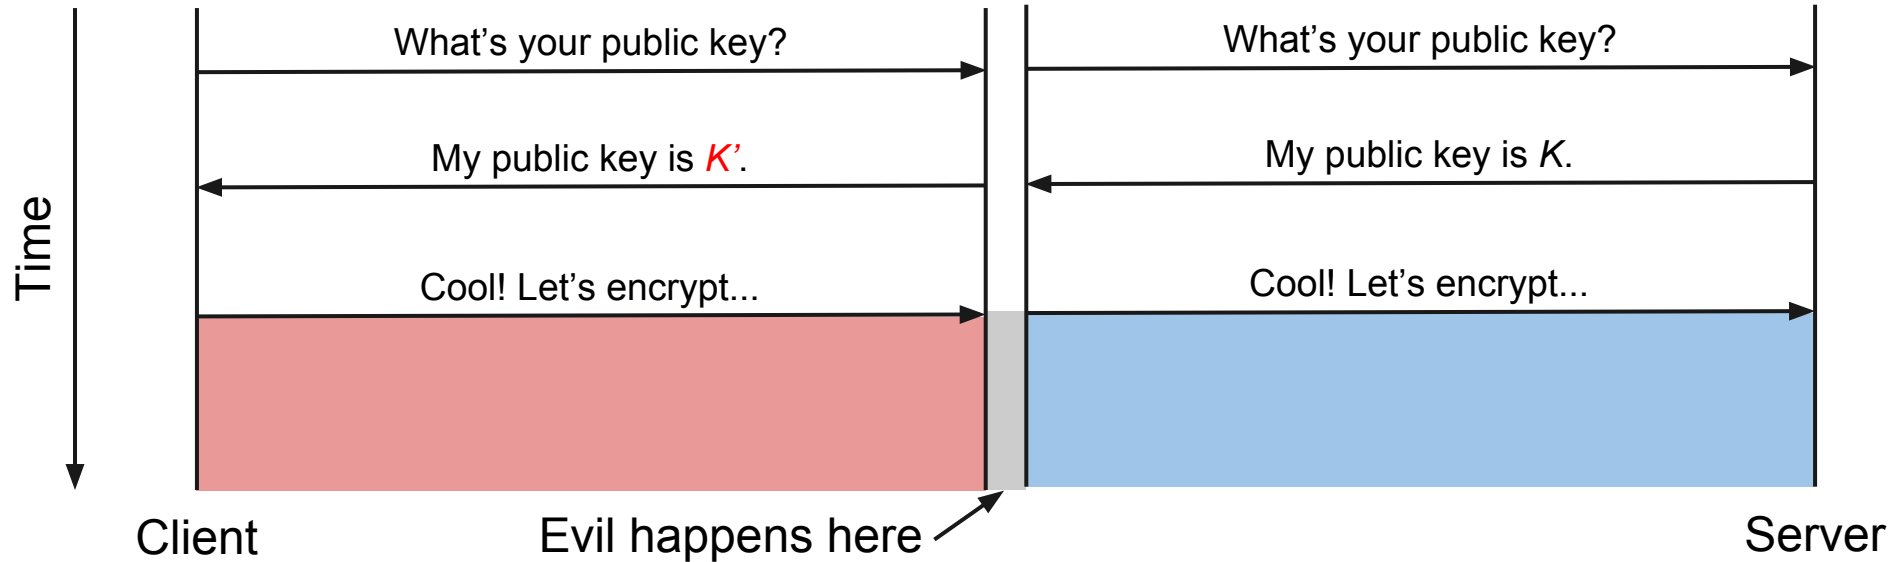 What’s your public key?
What’s your public key?
My public key is K’.
My public key is K.
Cool! Let’s encrypt...
Cool! Let’s encrypt...
Time
Client
Evil happens here
Server